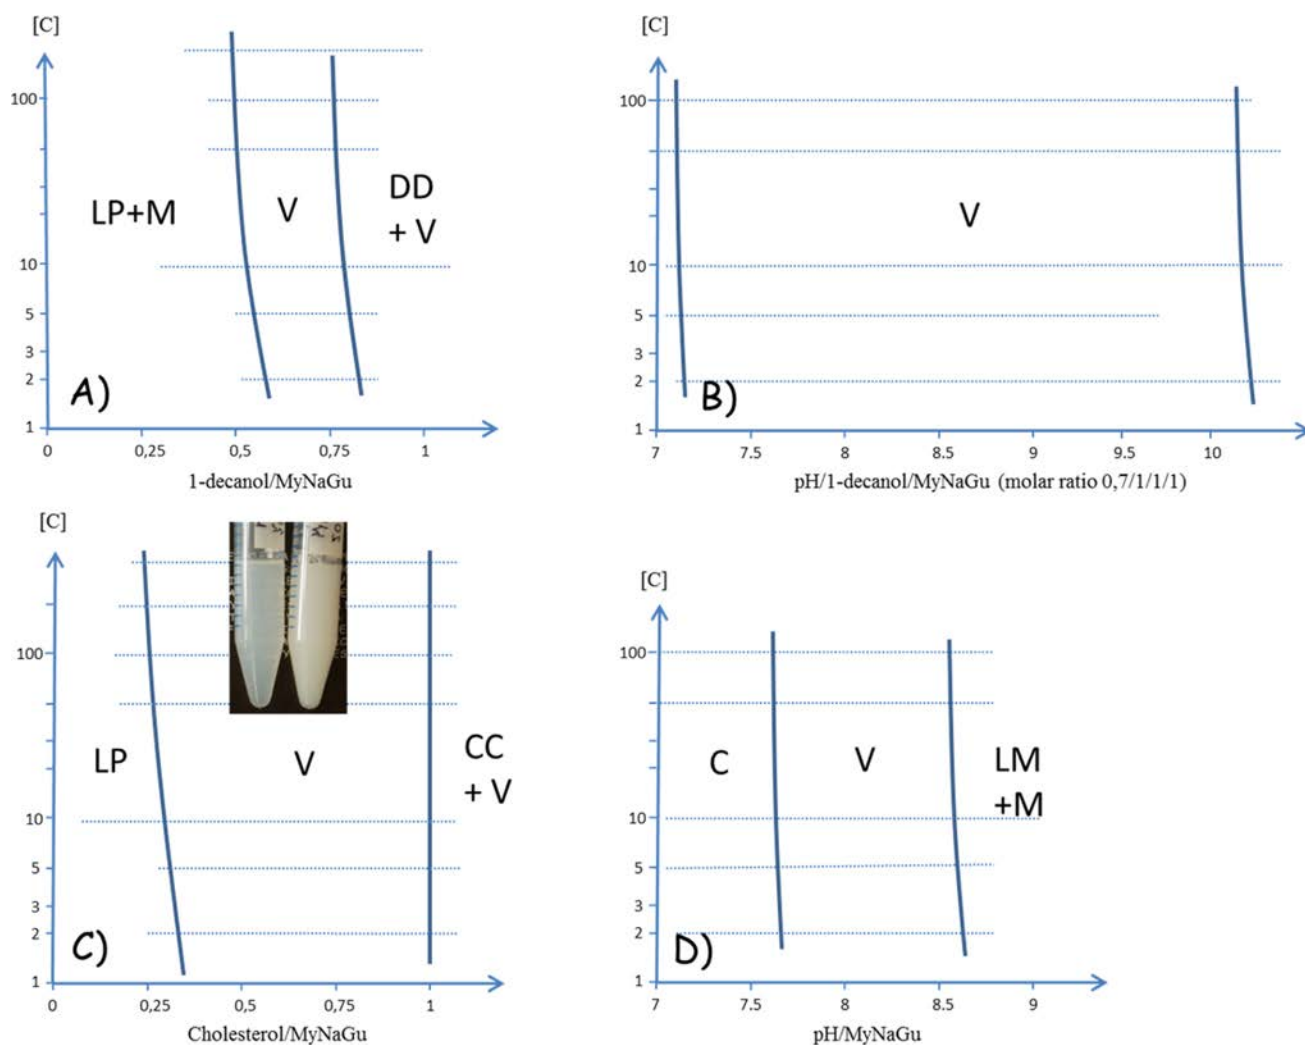 [C]
100
10
5
3
2
1
LP+M
V
DD
+ V
A)
0
0,25
0,5
0,75
1
1-decanol/MyNaGu
[C]
100
10
5
3
2
1
V
B)
7
7.5
8
8.5
9
9.5
10
pH/1-decanol/MyNaGu (molar ratio 0,7/1/1/1)
[C]
100
10
5
3
2
1
LP
V
CC
+ V
C)
0
0,25
0,5
0,75
1
Cholesterol/MyNaGu
[C]
100
10
5
3
2
1
C
V
LM
+M
D)
7
7.5
8
8.5
9
pH/MyNaGu